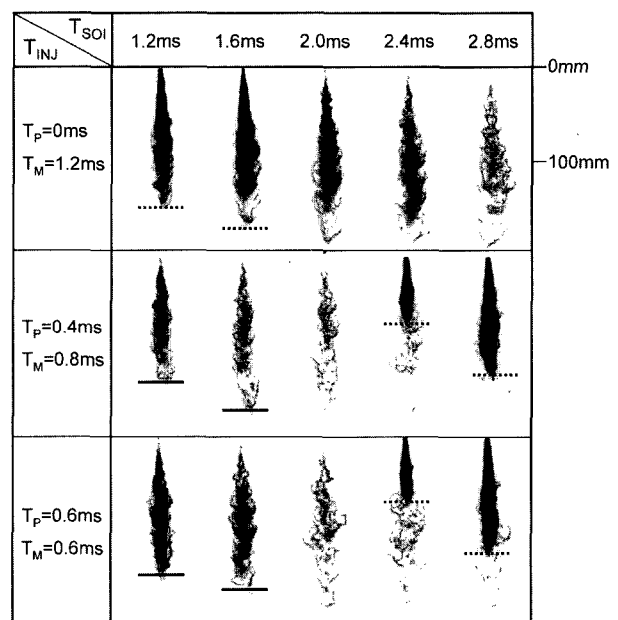 T_SOI
T_INJ
1.2ms 1.6ms 2.0ms 2.4ms 2.8ms
0mm
T_P=0ms
T_M=1.2ms
100mm
T_P=0.4ms
T_M=0.8ms
T_P=0.6ms
T_M=0.6ms